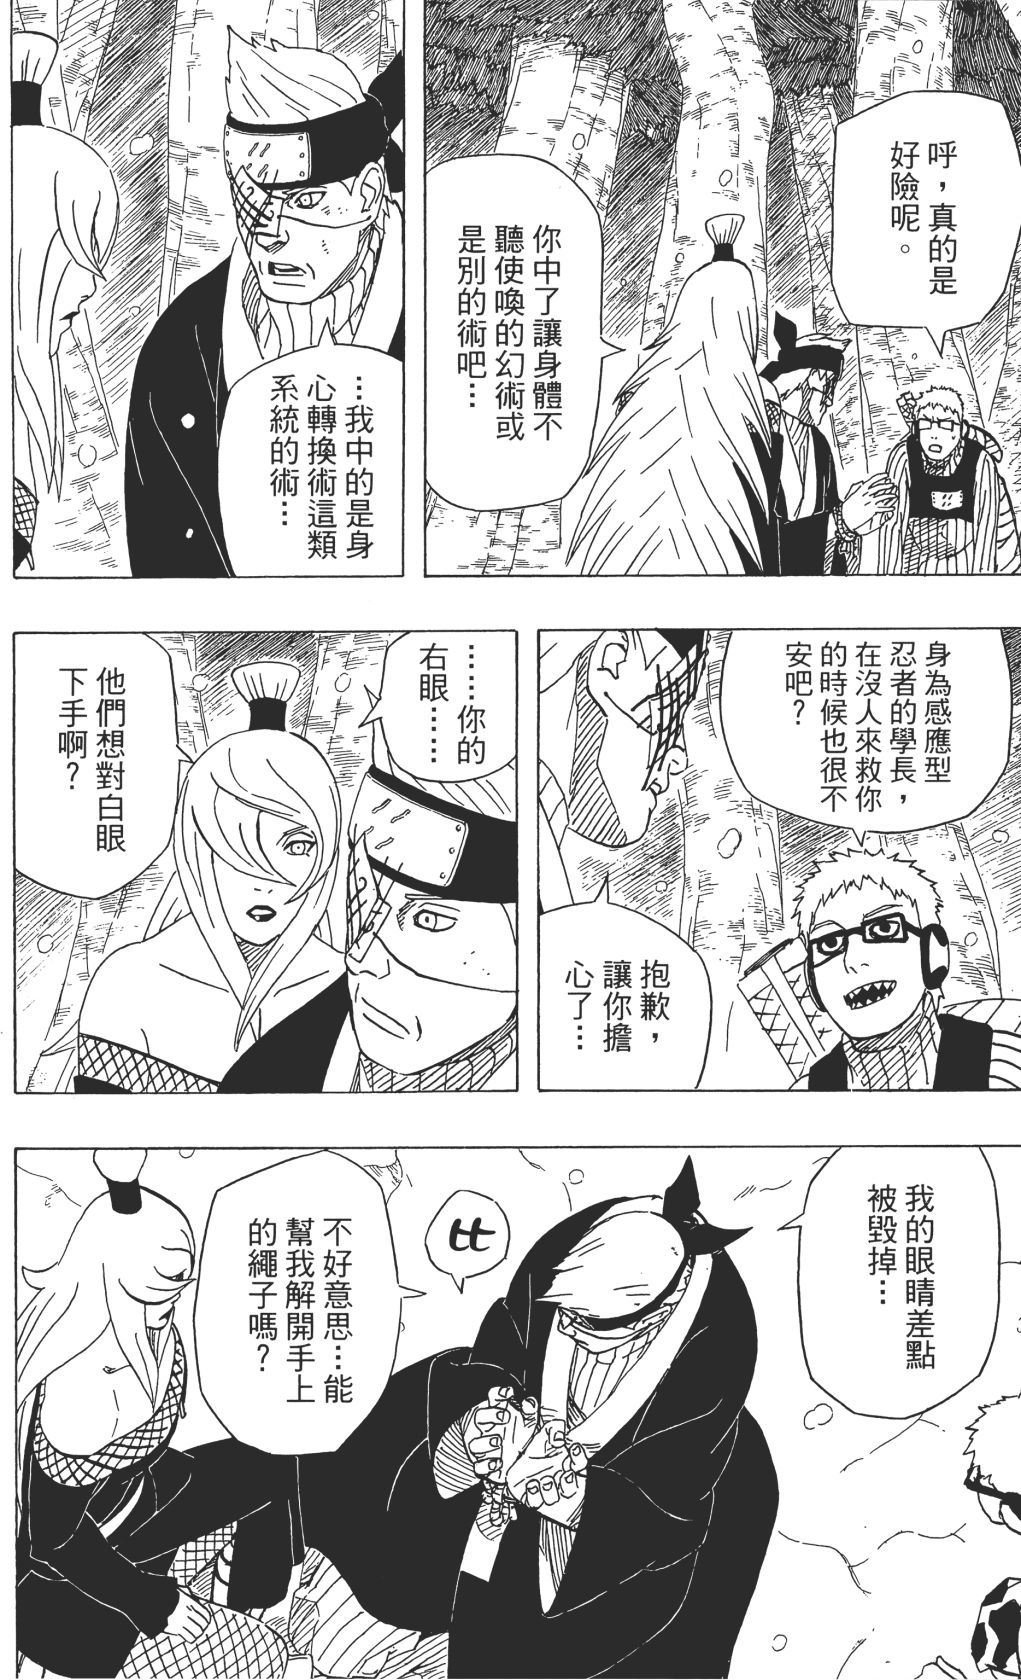 呼，真的是
好險呢。
你中了讓身體不
聽使喚的幻術或
是別的術吧…
…我中的是身
心轉換術這類
系統的術…
身為感應型
忍者的學長，
在沒人來救你
的時候也很不
安吧？
抱歉，
讓你擔
心了…
……你的
右眼……
他們想對白眼
下手啊？
我的眼睛差點
被毀掉…
ヒ
不好意思…能
幫我解開手上
的繩子嗎？